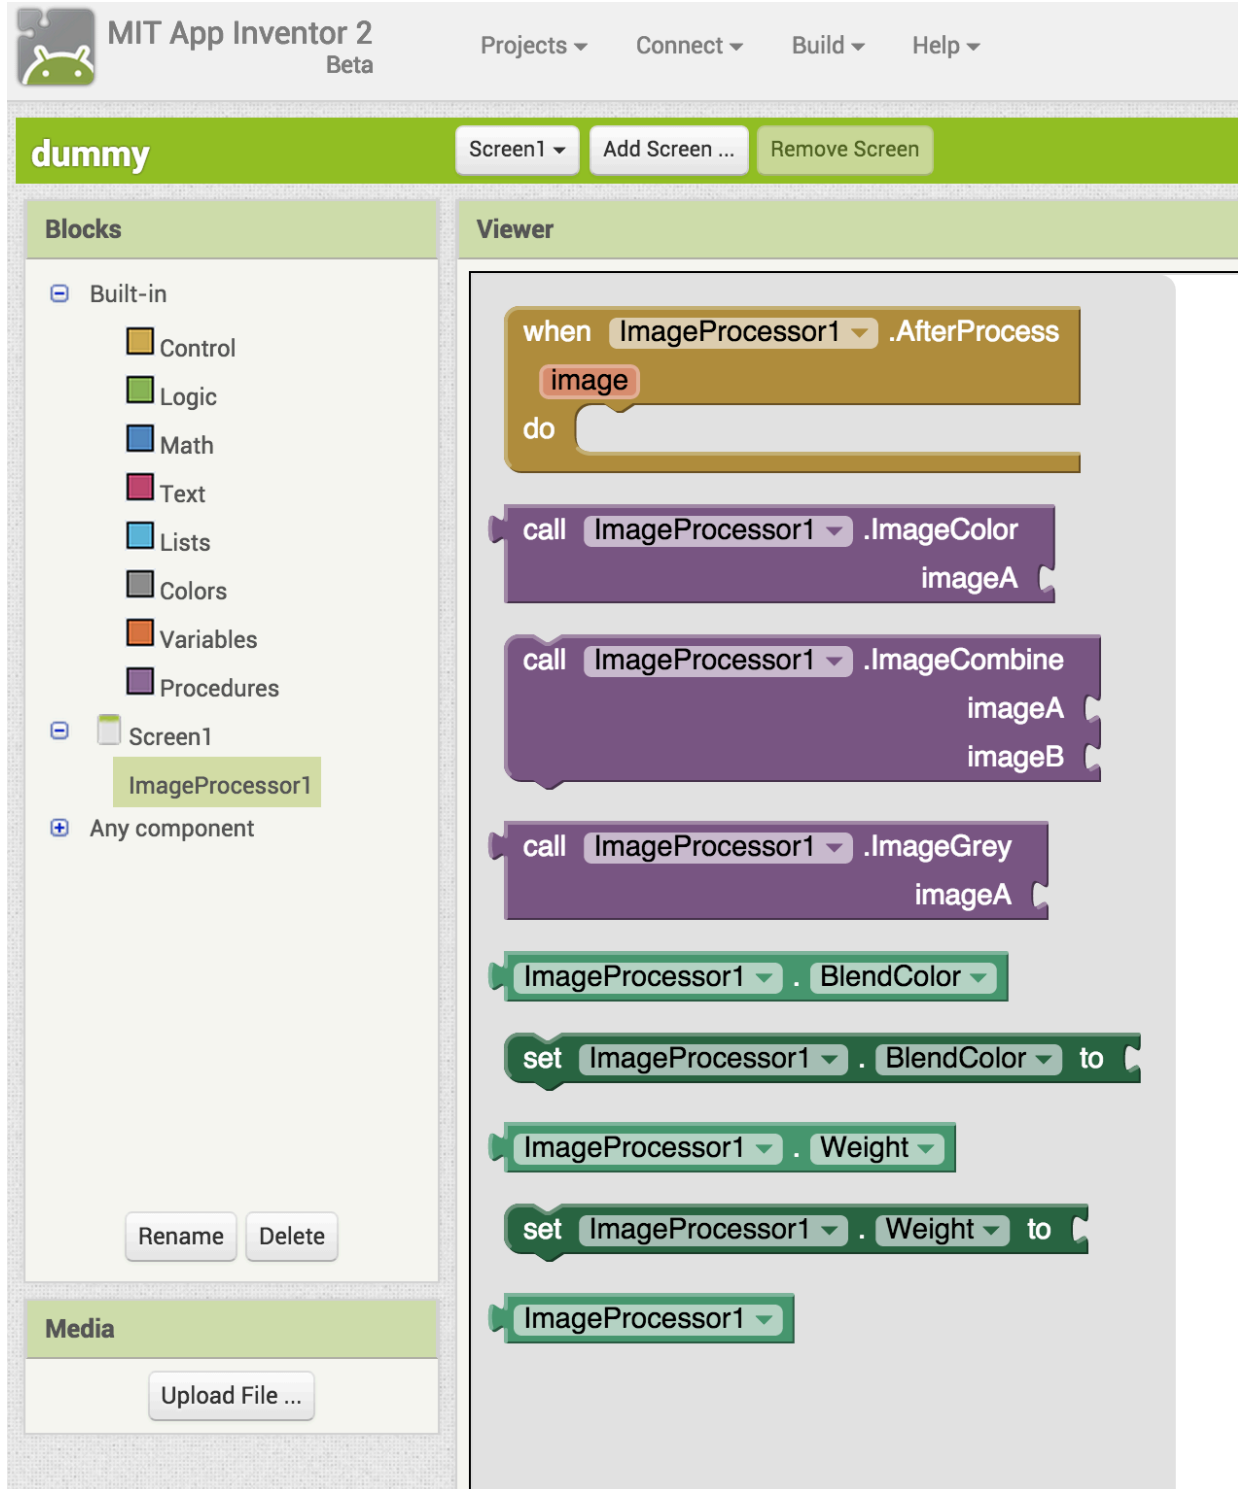 MIT App Inventor 2
Beta
Projects
Connect
Build
Help
dummy
Screen1
Add Screen ...
Remove Screen
Blocks
Built-in
Control
Logic
Math
Text
Lists
Colors
Variables
Procedures
Screen1
ImageProcessor1
Any component
Rename
Delete
Media
Upload File ...
Viewer
when ImageProcessor1 .AfterProcess
image
do
call ImageProcessor1 .ImageColor
imageA
call ImageProcessor1 .ImageCombine
imageA
imageB
call ImageProcessor1 .ImageGrey
imageA
ImageProcessor1 . BlendColor
set ImageProcessor1 . BlendColor to
ImageProcessor1 . Weight
set ImageProcessor1 . Weight to
ImageProcessor1